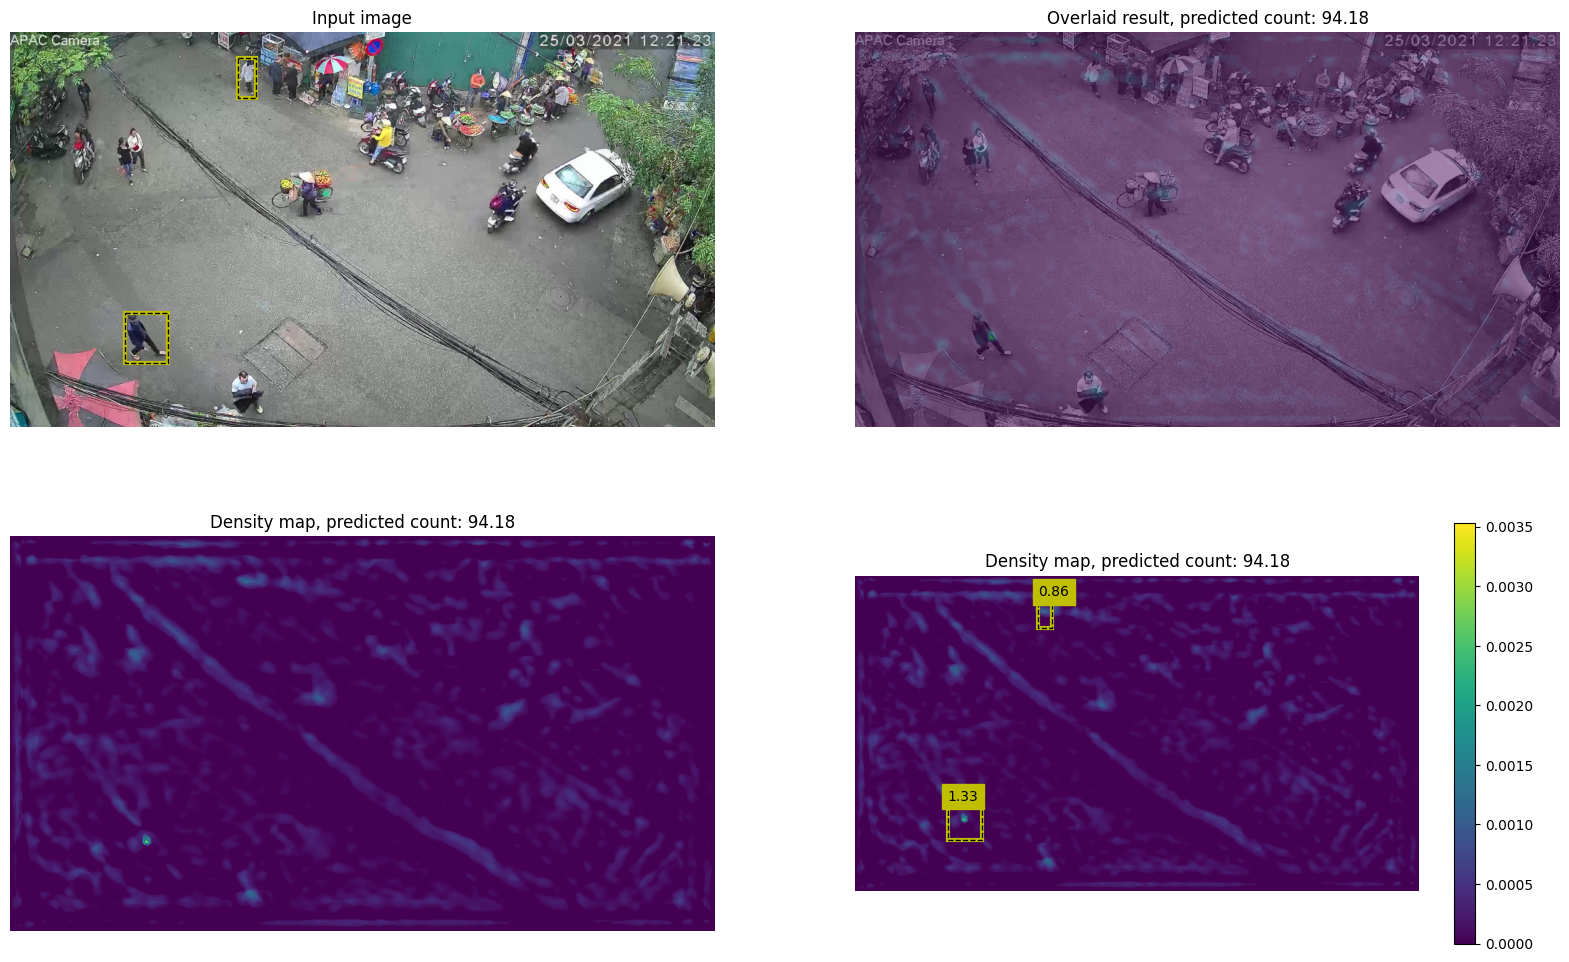 Input image
APAC Camera
25/03/2021 12:21:23
Overlaid result, predicted count: 94.18
APAC Camera
25/03/2021 12:21:23
Density map, predicted count: 94.18
Density map, predicted count: 94.18
0.86
1.33
0.0035
0.0030
0.0025
0.0020
0.0015
0.0010
0.0005
0.0000